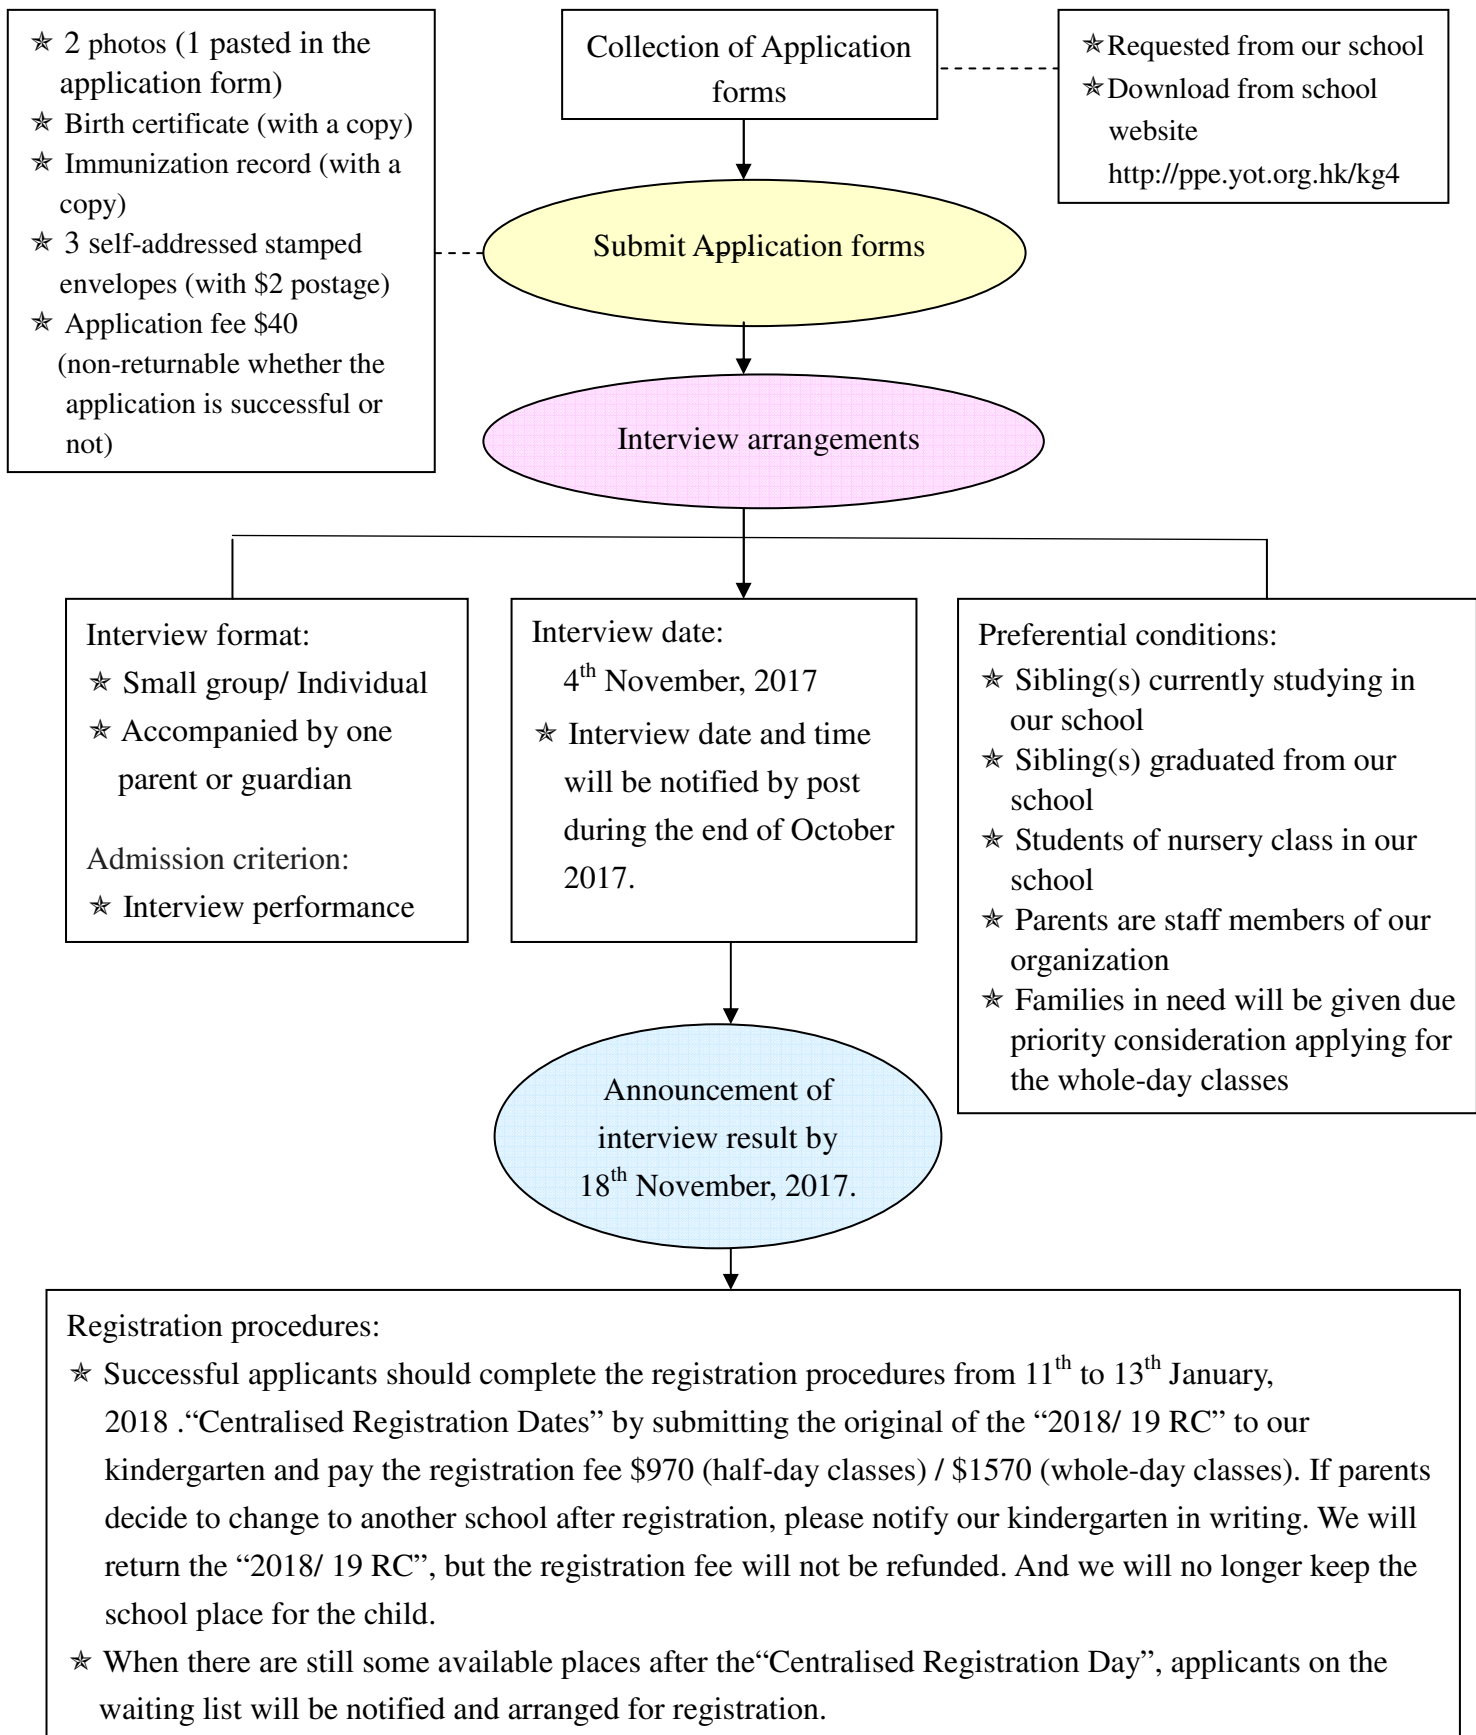 ✯ 2 photos (1 pasted in the
application form)
✯ Birth certificate (with a copy)
✯ Immunization record (with a
copy)
✯ 3 self-addressed stamped
envelopes (with $2 postage)
✯ Application fee $40
(non-returnable whether the
application is successful or
not)
Collection of Application
forms
✯Requested from our school
✯Download from school
website
http://ppe.yot.org.hk/kg4
Submit Application forms
Interview arrangements
Interview format:
✯ Small group/ Individual
✯ Accompanied by one
parent or guardian
Admission criterion:
✯ Interview performance
Interview date:
4th November, 2017
✯ Interview date and time
will be notified by post
during the end of October
2017.
Preferential conditions:
✯ Sibling(s) currently studying in
our school
✯ Sibling(s) graduated from our
school
✯ Students of nursery class in our
school
✯ Parents are staff members of our
organization
✯ Families in need will be given due
priority consideration applying for
the whole-day classes
Announcement of
interview result by
18th November, 2017.
Registration procedures:
✯ Successful applicants should complete the registration procedures from 11th to 13th January,
2018 .“Centralised Registration Dates” by submitting the original of the “2018/ 19 RC” to our
kindergarten and pay the registration fee $970 (half-day classes) / $1570 (whole-day classes). If parents
decide to change to another school after registration, please notify our kindergarten in writing. We will
return the “2018/ 19 RC”, but the registration fee will not be refunded. And we will no longer keep the
school place for the child.
✯ When there are still some available places after the“Centralised Registration Day”, applicants on the
waiting list will be notified and arranged for registration.